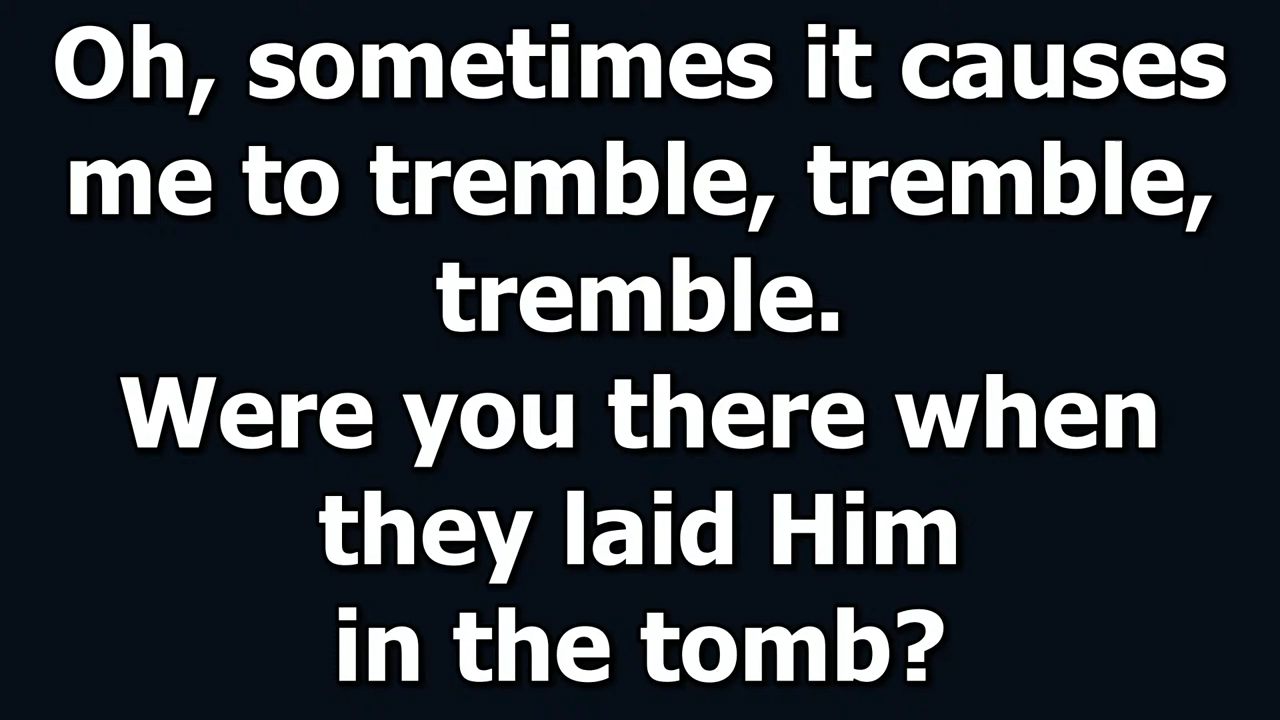 Oh, sometimes it causes
me to tremble, tremble,
tremble.
Were you there when
they laid Him
in the tomb?